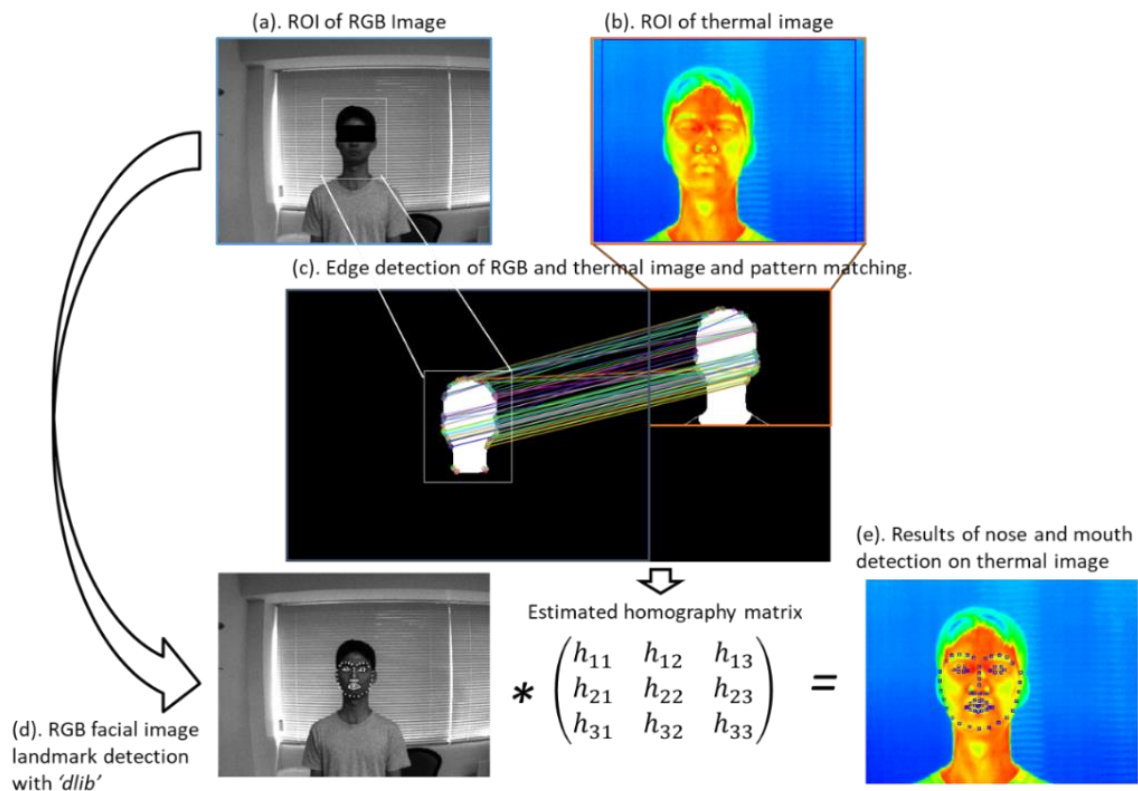 (a). ROI of RGB Image
(b). ROI of thermal image
(c). Edge detection of RGB and thermal image and pattern matching.
(e). Results of nose and mouth
detection on thermal image
Estimated homography matrix
h11 h12 h13
* h21 h22 h23 =
h31 h32 h33
(d). RGB facial image
landmark detection
with ‘dlib’